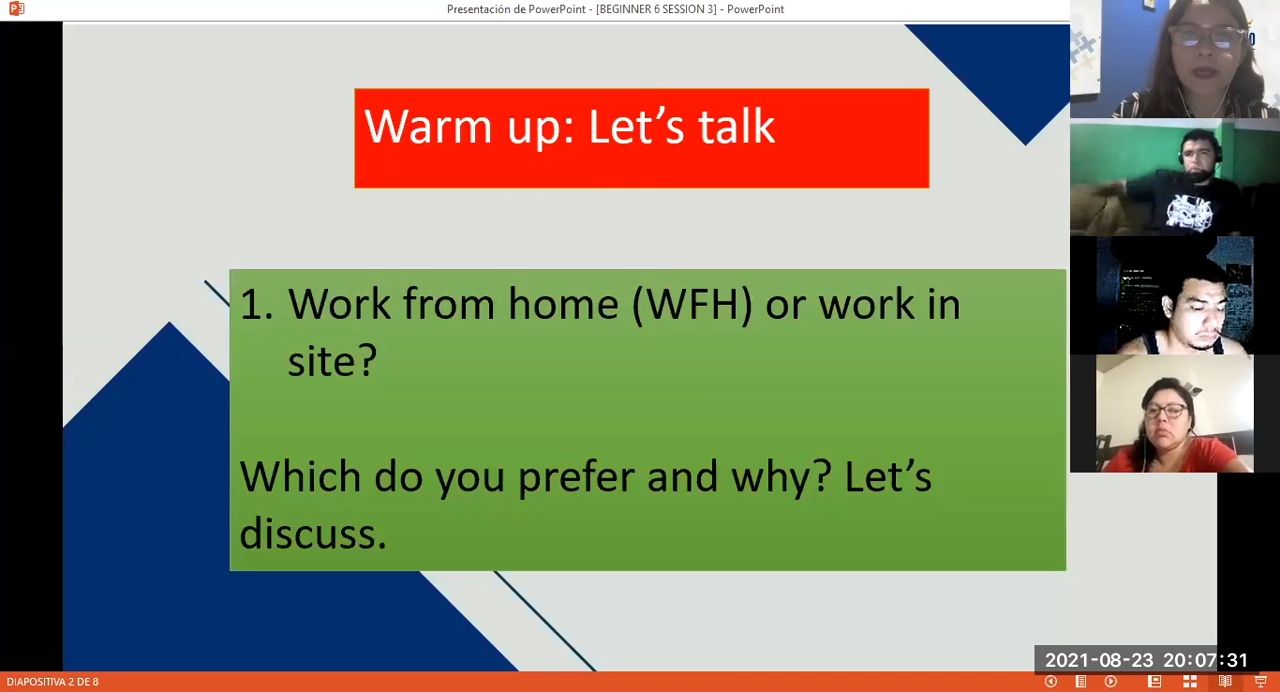 Presentación de PowerPoint - [BEGINNER 6 SESSION 3] - PowerPoint
Warm up: Let’s talk
1. Work from home (WFH) or work in
site?
Which do you prefer and why? Let’s
discuss.
2021-08-23 20:07:31
DIAPOSITIVA 2 DE 8